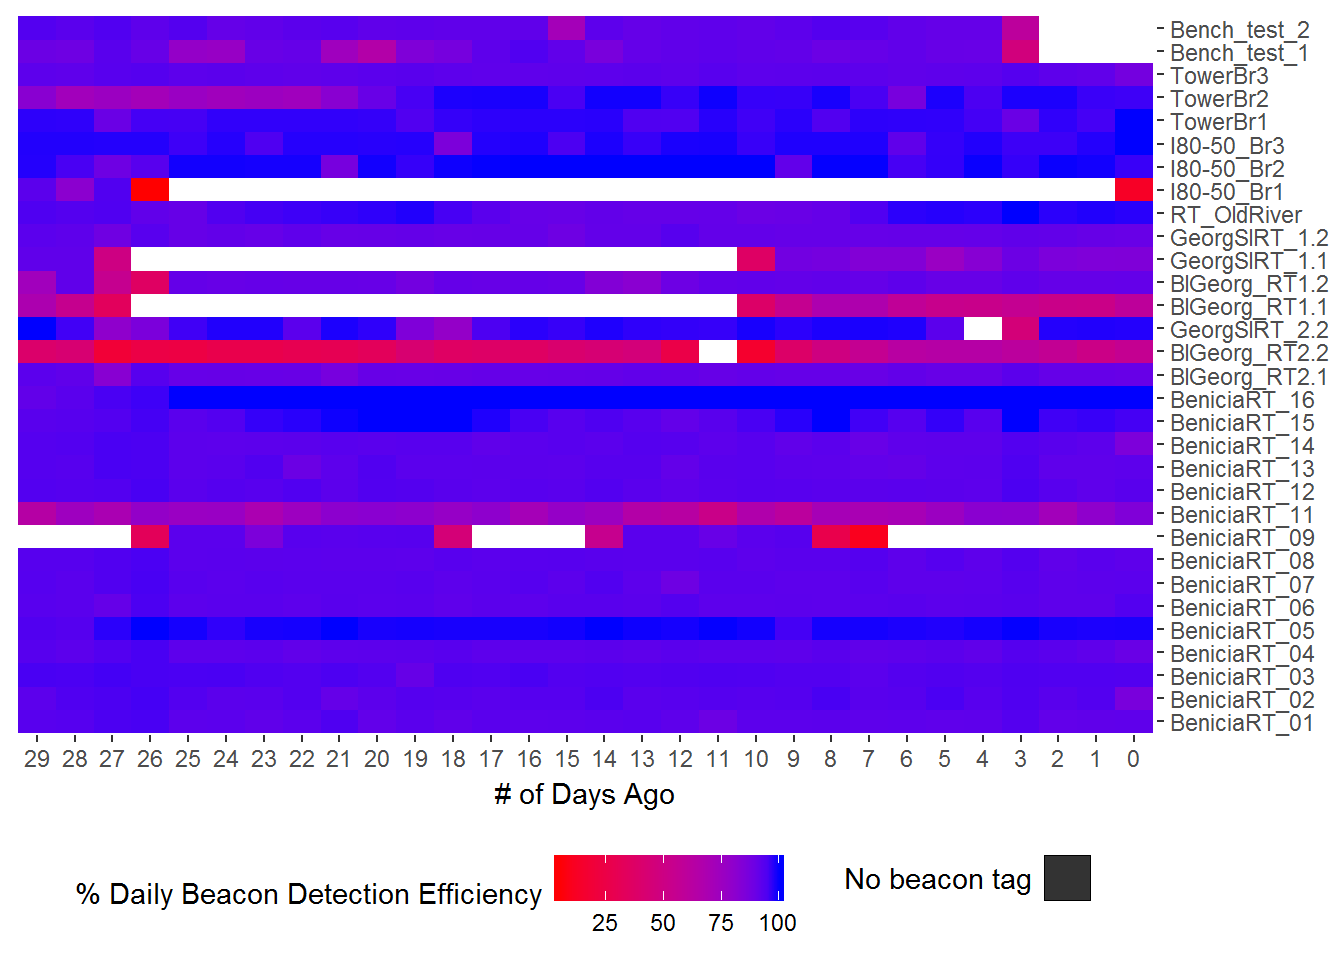 Bench_test_2
Bench_test_1
TowerBr3
TowerBr2
TowerBr1
I80-50_Br3
I80-50_Br2
I80-50_Br1
RT_OldRiver
GeorgSlRT_1.2
GeorgSlRT_1.1
BlGeorg_RT1.2
BlGeorg_RT1.1
GeorgSlRT_2.2
BlGeorg_RT2.2
BlGeorg_RT2.1
BeniciaRT_16
BeniciaRT_15
BeniciaRT_14
BeniciaRT_13
BeniciaRT_12
BeniciaRT_11
BeniciaRT_09
BeniciaRT_08
BeniciaRT_07
BeniciaRT_06
BeniciaRT_05
BeniciaRT_04
BeniciaRT_03
BeniciaRT_02
BeniciaRT_01
29 28 27 26 25 24 23 22 21 20 19 18 17 16 15 14 13 12 11 10 9 8 7 6 5 4 3 2 1 0
# of Days Ago
% Daily Beacon Detection Efficiency
25 50 75 100
No beacon tag